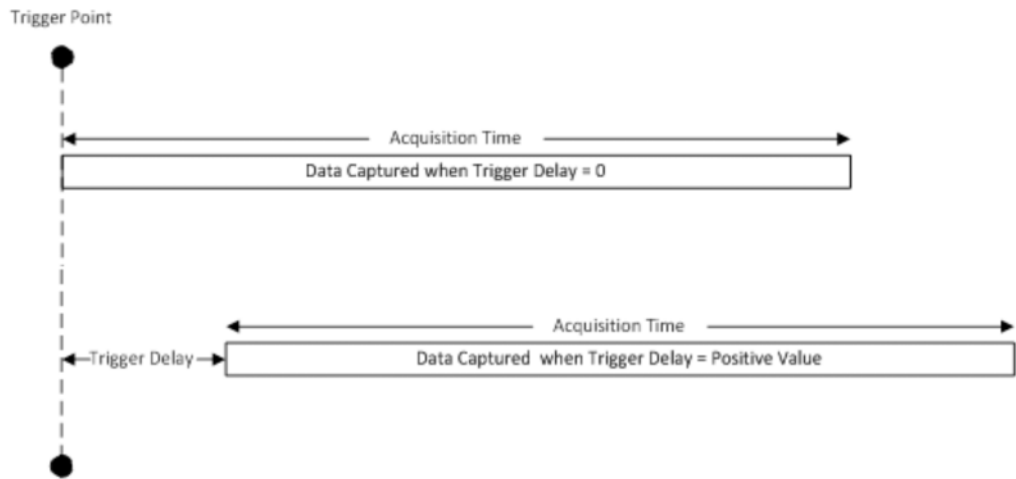 Trigger Point
Acquisition Time
Data Captured when Trigger Delay = 0
Acquisition Time
Trigger Delay
Data Captured when Trigger Delay = Positive Value